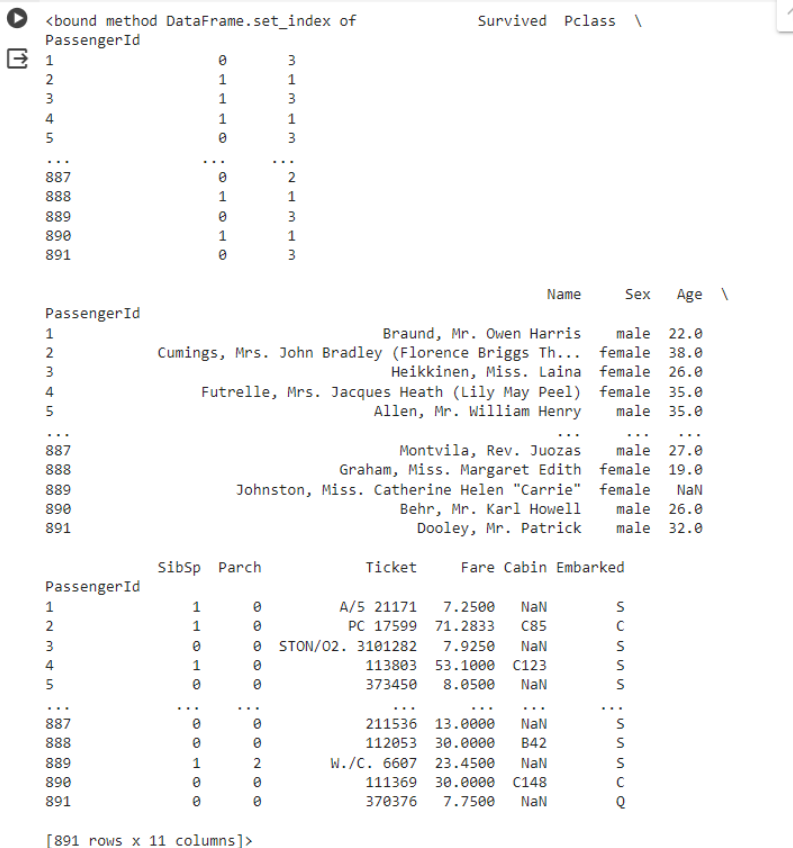 <bound method DataFrame.set_index of              Survived  Pclass  \
PassengerId
1                   0       3
2                   1       1
3                   1       3
4                   1       1
5                   0       3
...               ...     ...
887                 0       2
888                 1       1
889                 0       3
890                 1       1
891                 0       3
                                                          Name     Sex   Age  \
PassengerId
1                                      Braund, Mr. Owen Harris    male  22.0
2            Cumings, Mrs. John Bradley (Florence Briggs Th...  female  38.0
3                                       Heikkinen, Miss. Laina  female  26.0
4                 Futrelle, Mrs. Jacques Heath (Lily May Peel)  female  35.0
5                                     Allen, Mr. William Henry    male  35.0
...                                                        ...     ...   ...
887                                      Montvila, Rev. Juozas    male  27.0
888                               Graham, Miss. Margaret Edith  female  19.0
889                   Johnston, Miss. Catherine Helen "Carrie"  female   NaN
890                                      Behr, Mr. Karl Howell    male  26.0
891                                        Dooley, Mr. Patrick    male  32.0
             SibSp  Parch            Ticket     Fare Cabin Embarked
PassengerId
1                1      0         A/5 21171   7.2500   NaN        S
2                1      0          PC 17599  71.2833   C85        C
3                0      0  STON/O2. 3101282   7.9250   NaN        S
4                1      0            113803  53.1000  C123        S
5                0      0            373450   8.0500   NaN        S
...            ...    ...               ...      ...   ...      ...
887              0      0            211536  13.0000   NaN        S
888              0      0            112053  30.0000   B42        S
889              1      2        W./C. 6607  23.4500   NaN        S
890              0      0            111369  30.0000  C148        C
891              0      0            370376   7.7500   NaN        Q
[891 rows x 11 columns]>